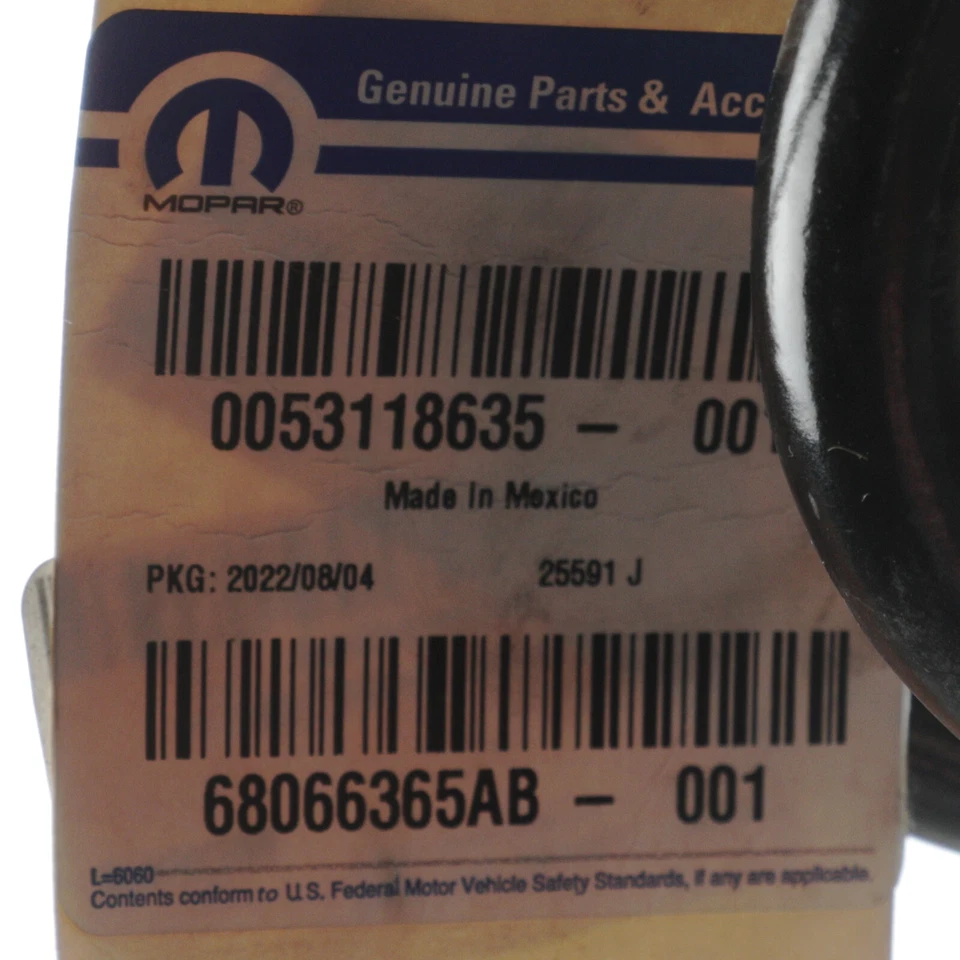 Genuine Parts & Acc
MOPAR®
0053118635 - 001
Made In Mexico
PKG: 2022/08/04 25591 J
68066365AB - 001
L=6060
Contents conform to U.S. Federal Motor Vehicle Safety Standards, if any are applicable.